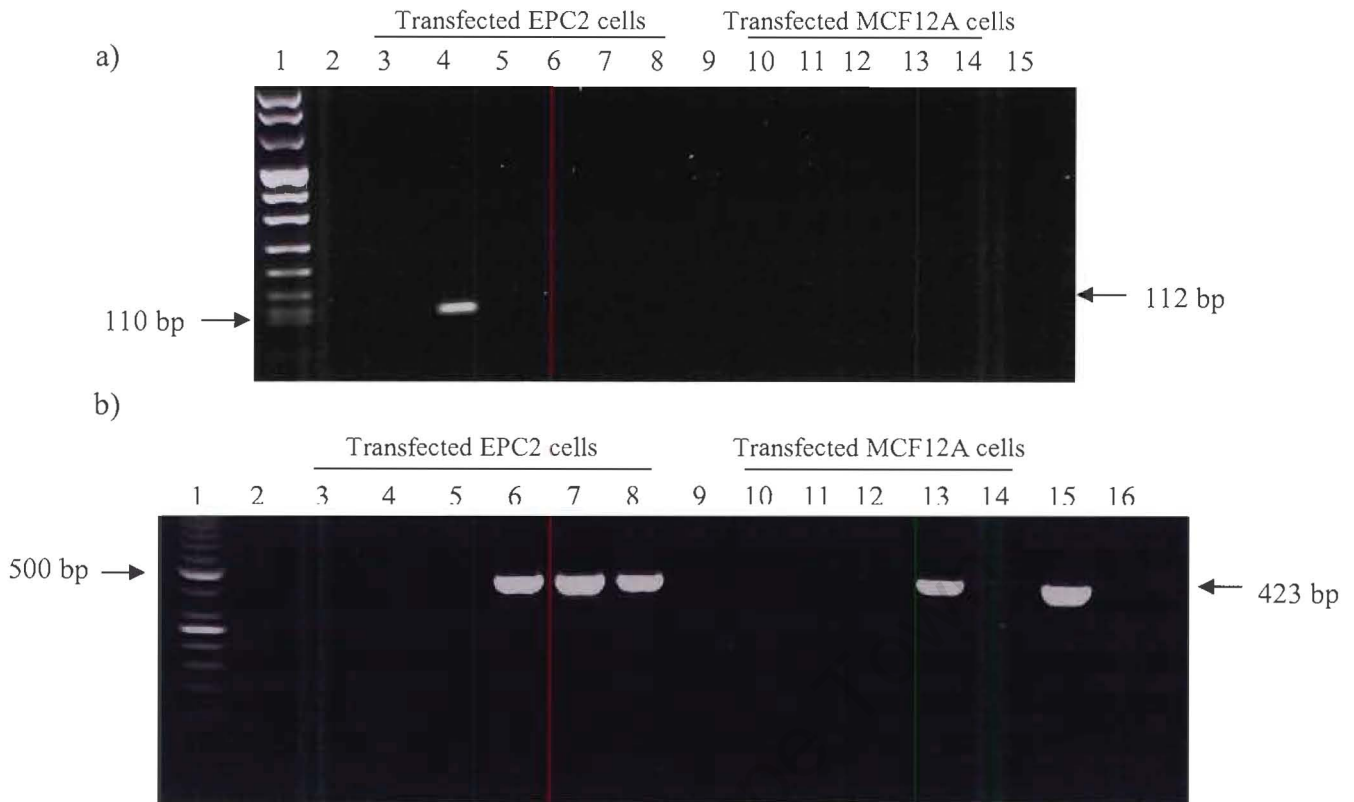 Transfected EPC2 cells Transfected MCF12A cells
a) 1 2 3 4 5 6 7 8 9 10 11 12 13 14 15
110 bp 112 bp
b)
Transfected EPC2 cells Transfected MCF12A cells
1 2 3 4 5 6 7 8 9 10 11 12 13 14 15 16
500 bp 423 bp